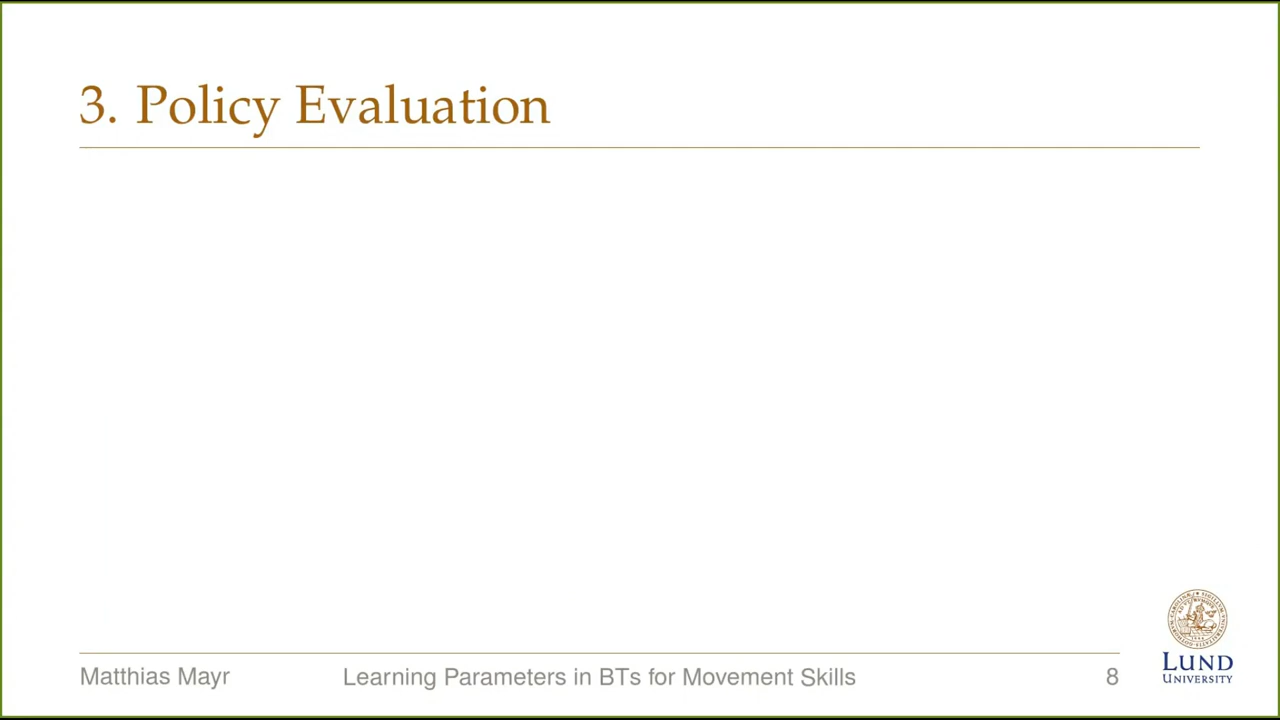 3. Policy Evaluation
Matthias Mayr
Learning Parameters in BTs for Movement Skills
8
LUND
UNIVERSITY